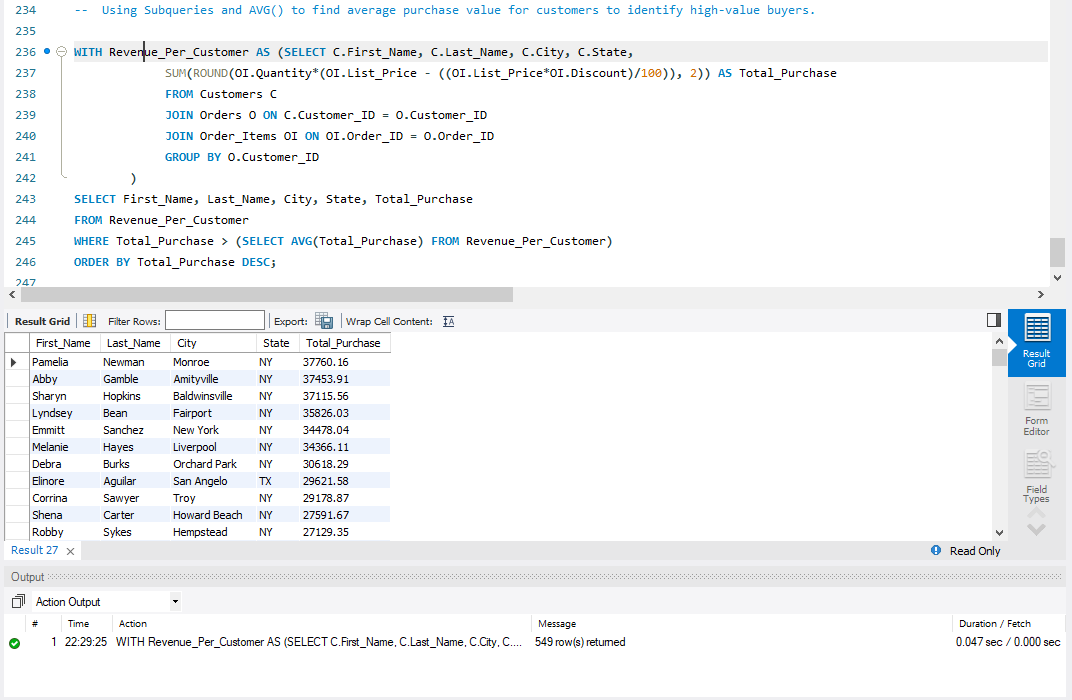 234 -- Using Subqueries and AVG() to find average purchase value for customers to identify high-value buyers.
235
236 WITH Revenue_Per_Customer AS (SELECT C.First_Name, C.Last_Name, C.City, C.State,
237 SUM(ROUND(OI.Quantity*(OI.List_Price - ((OI.List_Price*OI.Discount)/100)), 2)) AS Total_Purchase
238 FROM Customers C
239 JOIN Orders O ON C.Customer_ID = O.Customer_ID
240 JOIN Order_Items OI ON OI.Order_ID = O.Order_ID
241 GROUP BY O.Customer_ID
242 )
243 SELECT First_Name, Last_Name, City, State, Total_Purchase
244 FROM Revenue_Per_Customer
245 WHERE Total_Purchase > (SELECT AVG(Total_Purchase) FROM Revenue_Per_Customer)
246 ORDER BY Total_Purchase DESC;
247
Result Grid Filter Rows: Export: Wrap Cell Content: IA
First_Name Last_Name City State Total_Purchase
Pamelia Newman Monroe NY 37760.16
Abby Gamble Amityville NY 37453.91
Sharyn Hopkins Baldwinsville NY 37115.56
Lyndsey Bean Fairport NY 35826.03
Emmitt Sanchez New York NY 34478.04
Melanie Hayes Liverpool NY 34366.11
Debra Burks Orchard Park NY 30618.29
Elinore Aguilar San Angelo TX 29621.58
Corrina Sawyer Troy NY 29178.87
Shena Carter Howard Beach NY 27591.67
Robby Sykes Hempstead NY 27129.35
Result
Grid
Form
Editor
Field
Types
Result 27 Read Only
Output
Action Output
# Time Action Message Duration / Fetch
1 22:29:25 WITH Revenue_Per_Customer AS (SELECT C.First_Name, C.Last_Name, C.City, C.... 549 row(s) returned 0.047 sec / 0.000 sec